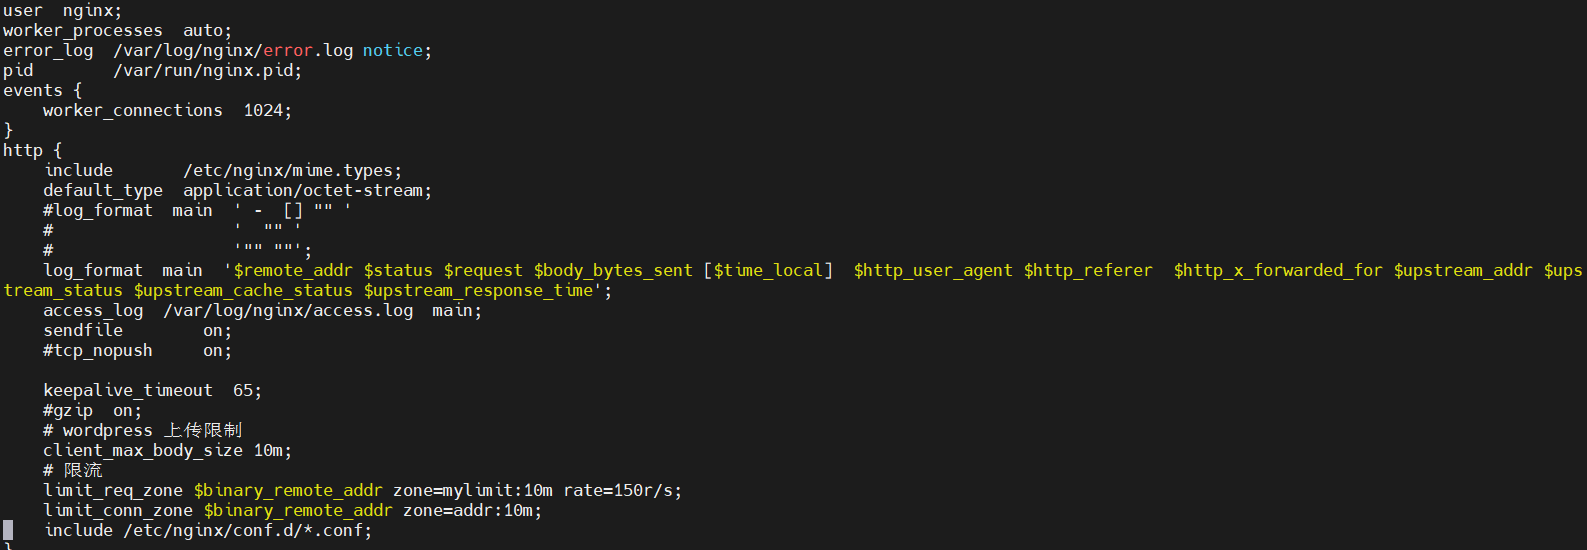 user  nginx;
worker_processes  auto;
error_log  /var/log/nginx/error.log notice;
pid        /var/run/nginx.pid;
events {
    worker_connections  1024;
}
http {
    include       /etc/nginx/mime.types;
    default_type  application/octet-stream;
    #log_format  main  ' -  [] "" '
    #                  '  "" '
    #                  '"" ""';
    log_format  main  '$remote_addr $status $request $body_bytes_sent [$time_local]  $http_user_agent $http_referer  $http_x_forwarded_for $upstream_addr $ups
tream_status $upstream_cache_status $upstream_response_time';
    access_log  /var/log/nginx/access.log  main;
    sendfile        on;
    #tcp_nopush     on;
    keepalive_timeout  65;
    #gzip  on;
    # wordpress 上传限制
    client_max_body_size 10m;
    # 限流
    limit_req_zone $binary_remote_addr zone=mylimit:10m rate=150r/s;
    limit_conn_zone $binary_remote_addr zone=addr:10m;
    include /etc/nginx/conf.d/*.conf;
}